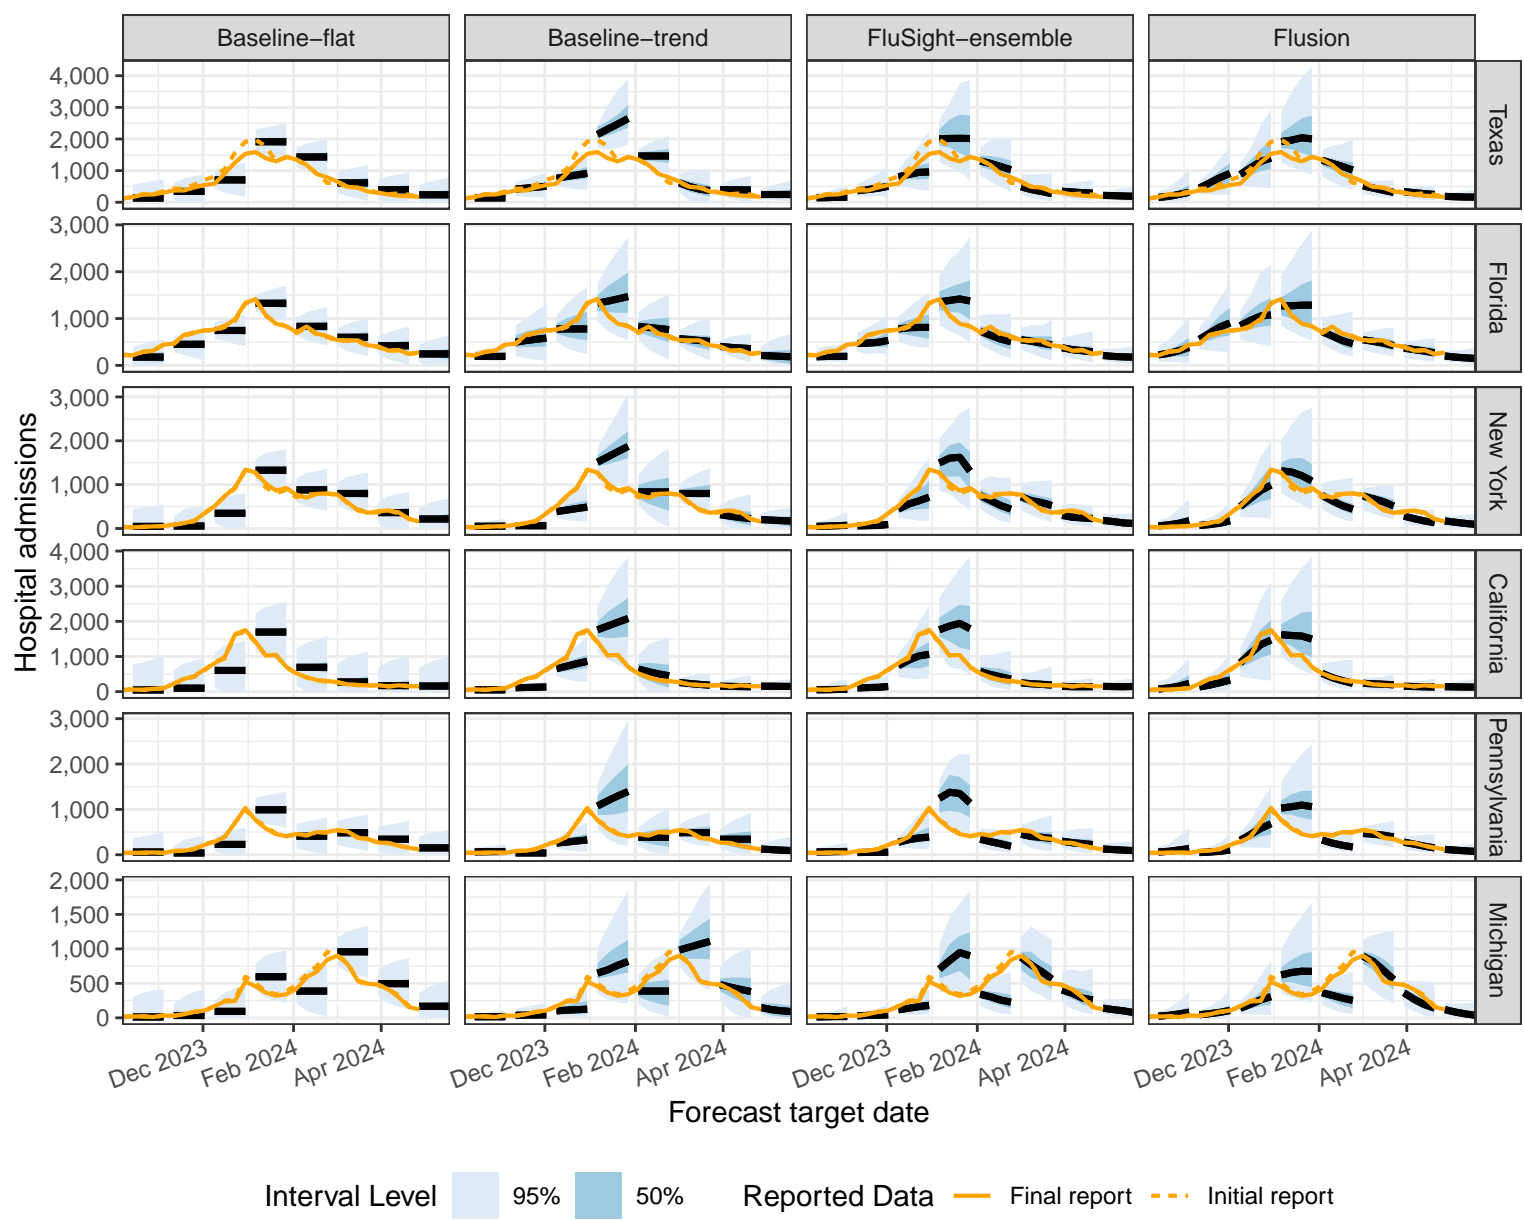 Baseline−flat Baseline−trend FluSight−ensemble Flusion
4,000
3,000
2,000
1,000
0
Texas
3,000
2,000
1,000
0
Florida
3,000
2,000
1,000
0
New York
4,000
3,000
2,000
1,000
0
California
3,000
2,000
1,000
0
Pennsylvania
2,000
1,500
1,000
500
0
Michigan
Hospital admissions
Dec 2023 Feb 2024 Apr 2024 Dec 2023 Feb 2024 Apr 2024 Dec 2023 Feb 2024 Apr 2024 Dec 2023 Feb 2024 Apr 2024
Forecast target date
Interval Level 95% 50% Reported Data Final report Initial report